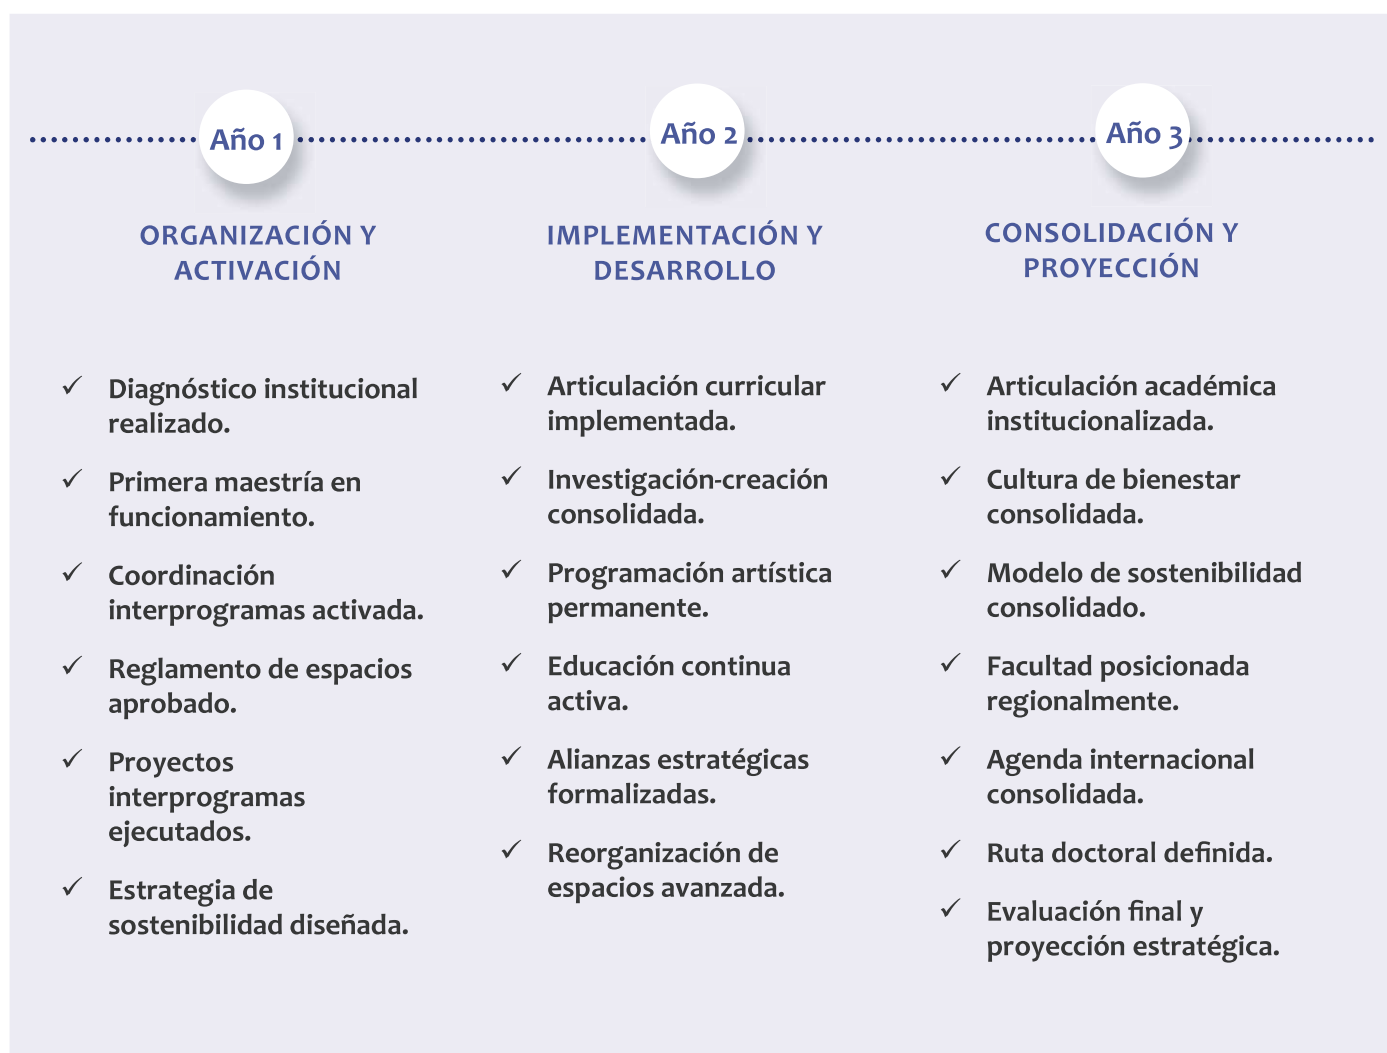 Año 1
ORGANIZACIÓN Y
ACTIVACIÓN
✓ Diagnóstico institucional
realizado.
✓ Primera maestría en
funcionamiento.
✓ Coordinación
interprogramas activada.
✓ Reglamento de espacios
aprobado.
✓ Proyectos
interprogramas
ejecutados.
✓ Estrategia de
sostenibilidad diseñada.
Año 2
IMPLEMENTACIÓN Y
DESARROLLO
✓ Articulación curricular
implementada.
✓ Investigación-creación
consolidada.
✓ Programación artística
permanente.
✓ Educación continua
activa.
✓ Alianzas estratégicas
formalizadas.
✓ Reorganización de
espacios avanzada.
Año 3
CONSOLIDACIÓN Y
PROYECCIÓN
✓ Articulación académica
institucionalizada.
✓ Cultura de bienestar
consolidada.
✓ Modelo de sostenibilidad
consolidado.
✓ Facultad posicionada
regionalmente.
✓ Agenda internacional
consolidada.
✓ Ruta doctoral definida.
✓ Evaluación final y
proyección estratégica.